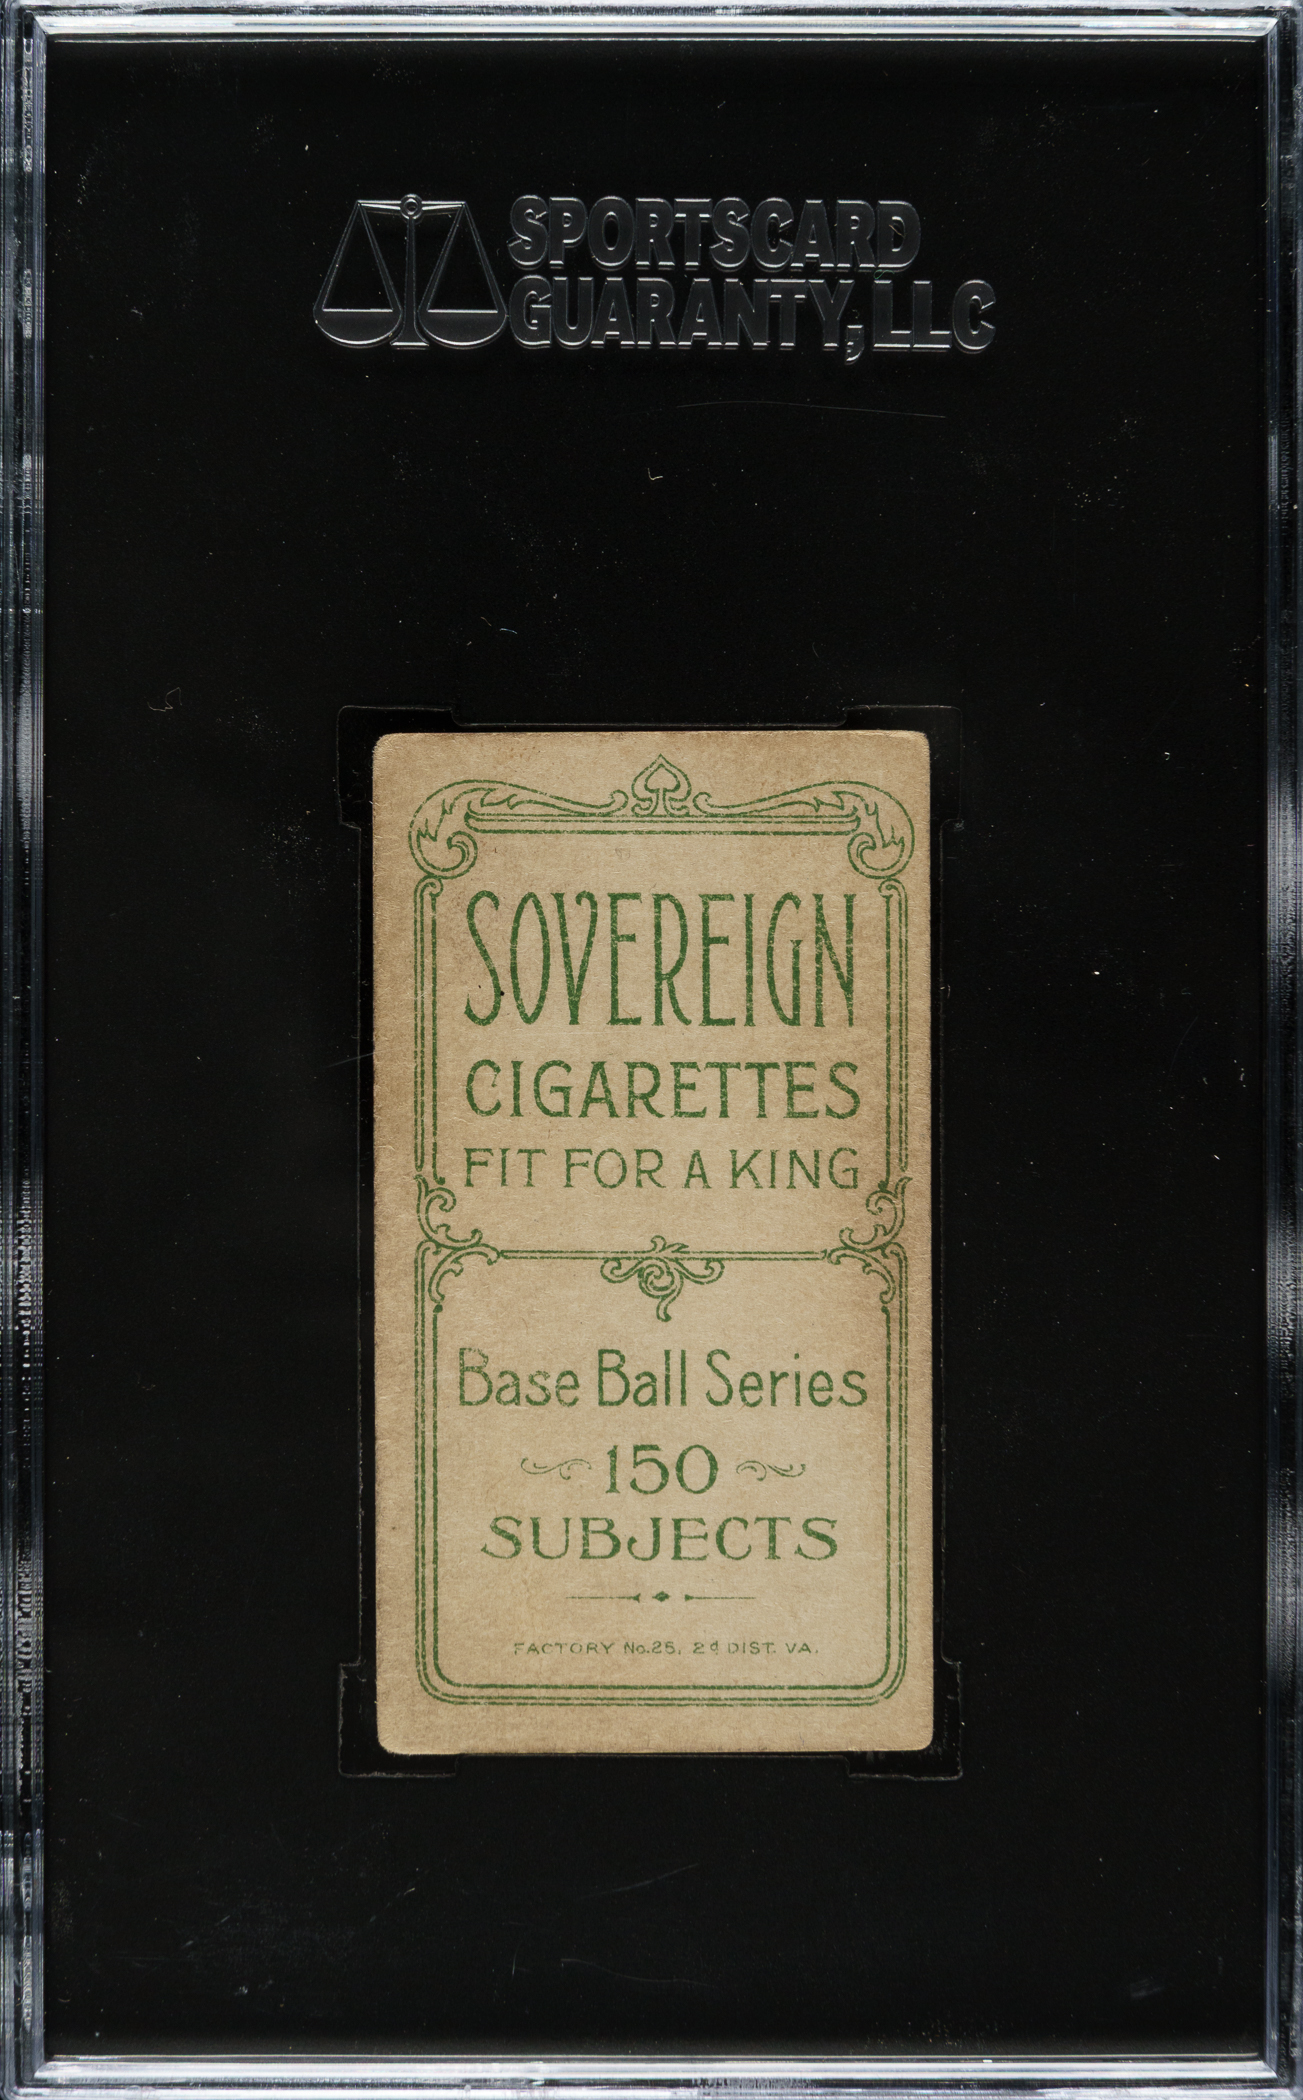 SPORTSCARD
GUARANTY, LLC
SOVEREIGN
CIGARETTES
FIT FOR A KING
Base Ball Series
150
SUBJECTS
FACTORY No. 25, 2d DIST. VA.